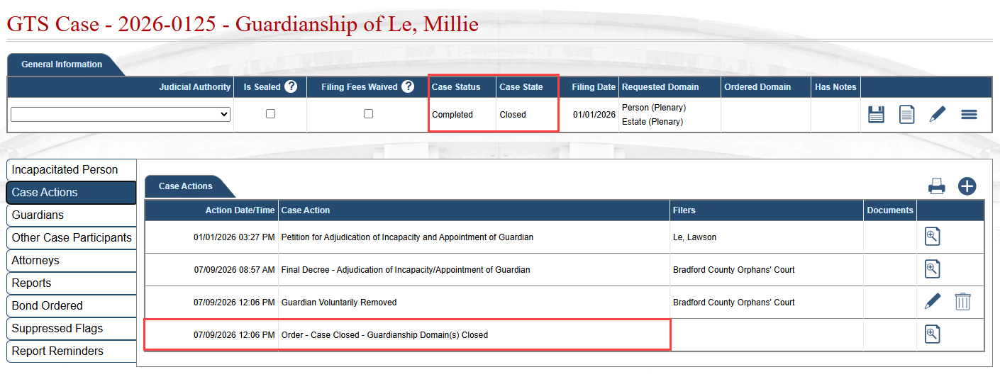 GTS Case - 2026-0125 - Guardianship of Le, Millie
General Information
Judicial Authority Is Sealed ? Filing Fees Waived ? Case Status Case State Filing Date Requested Domain Ordered Domain Has Notes
Completed Closed 01/01/2026 Person (Plenary)
Estate (Plenary)
Incapacitated Person
Case Actions
Guardians
Other Case Participants
Attorneys
Reports
Bond Ordered
Suppressed Flags
Report Reminders
Case Actions
Action Date/Time Case Action Filers Documents
01/01/2026 03:27 PM Petition for Adjudication of Incapacity and Appointment of Guardian Le, Lawson
07/09/2026 08:57 AM Final Decree - Adjudication of Incapacity/Appointment of Guardian Bradford County Orphans' Court
07/09/2026 12:06 PM Guardian Voluntarily Removed Bradford County Orphans' Court
07/09/2026 12:06 PM Order - Case Closed - Guardianship Domain(s) Closed